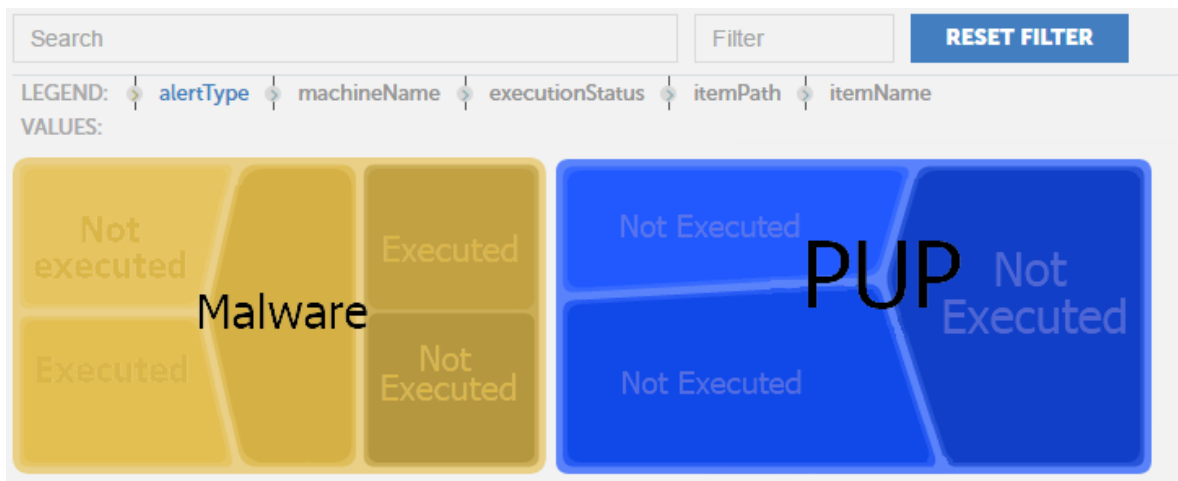 Search
Filter
RESET FILTER
LEGEND: alertType machineName executionStatus itemPath itemName
VALUES:
Not
executed
Executed
Malware
Executed
Not
Executed
Not Executed
Not Executed
PUP
Not
Executed